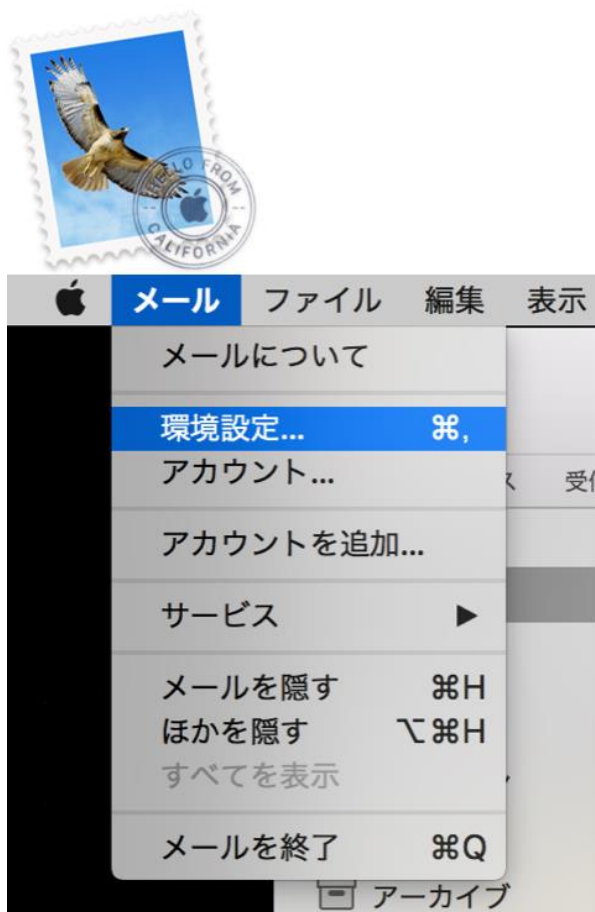 HELLO FROM
CALIFORNIA
メール ファイル 編集 表示
メールについて
環境設定... ⌘,
アカウント...
ス 受信
アカウントを追加...
サービス ▶
メールを隠す ⌘H
ほかを隠す ⌥⌘H
すべてを表示
メールを終了 ⌘Q
アーカイブ